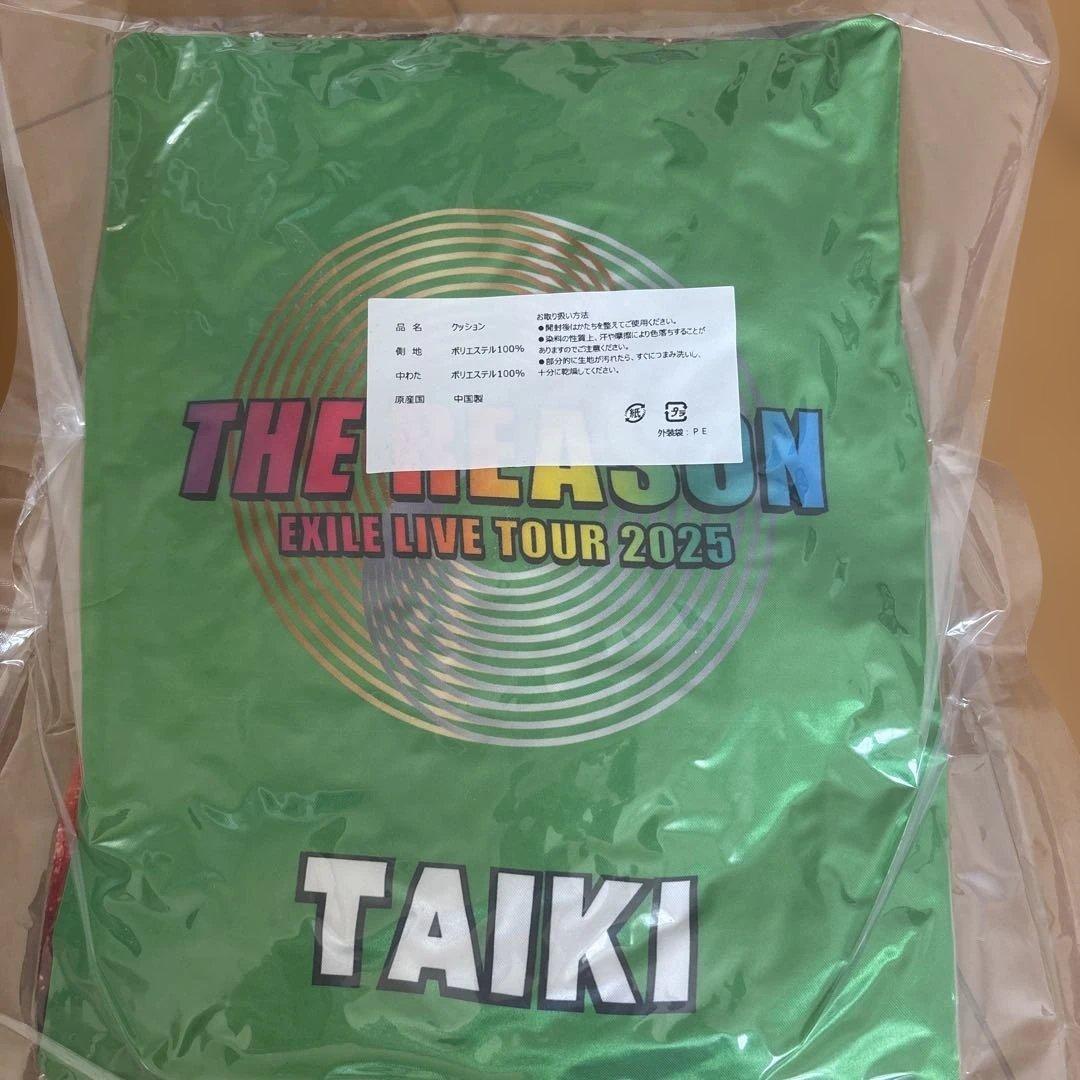 品名 クッション
側地 ポリエステル100%
中わた ポリエステル100%
原産国 中国製
お取り扱い方法
●開封後はかたちを整えてご使用ください。
●染料の性質上、汗や摩擦により色落ちすることが
ありますのでご注意ください。
●部分的に生地が汚れたら、すぐにつまみ洗いし、
十分に乾燥してください。
紙 プラ
外装袋：PE
THE REASON
EXILE LIVE TOUR 2025
TAIKI